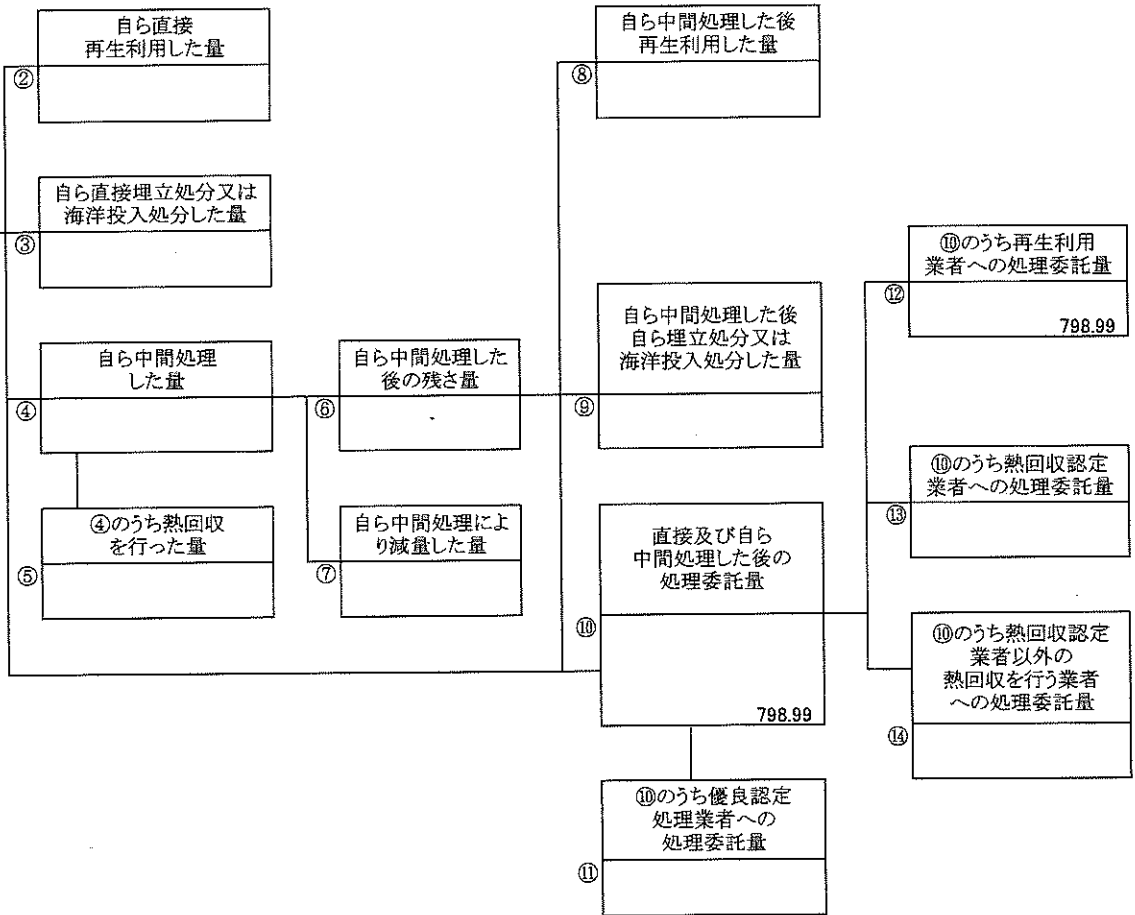 自ら直接
再生利用した量
②
自ら直接埋立処分又は
海洋投入処分した量
③
自ら中間処理
した量
④
④のうち熱回収
を行った量
⑤
自ら中間処理した
後の残さ量
⑥
自ら中間処理によ
り減量した量
⑦
自ら中間処理した後
再生利用した量
⑧
自ら中間処理した後
自ら埋立処分又は
海洋投入処分した量
⑨
直接及び自ら
中間処理した後の
処理委託量
⑩
798.99
⑩のうち優良認定
処理業者への
処理委託量
⑪
⑩のうち再生利用
業者への処理委託量
⑫
798.99
⑩のうち熱回収認定
業者への処理委託量
⑬
⑩のうち熱回収認定
業者以外の
熱回収を行う業者
への処理委託量
⑭